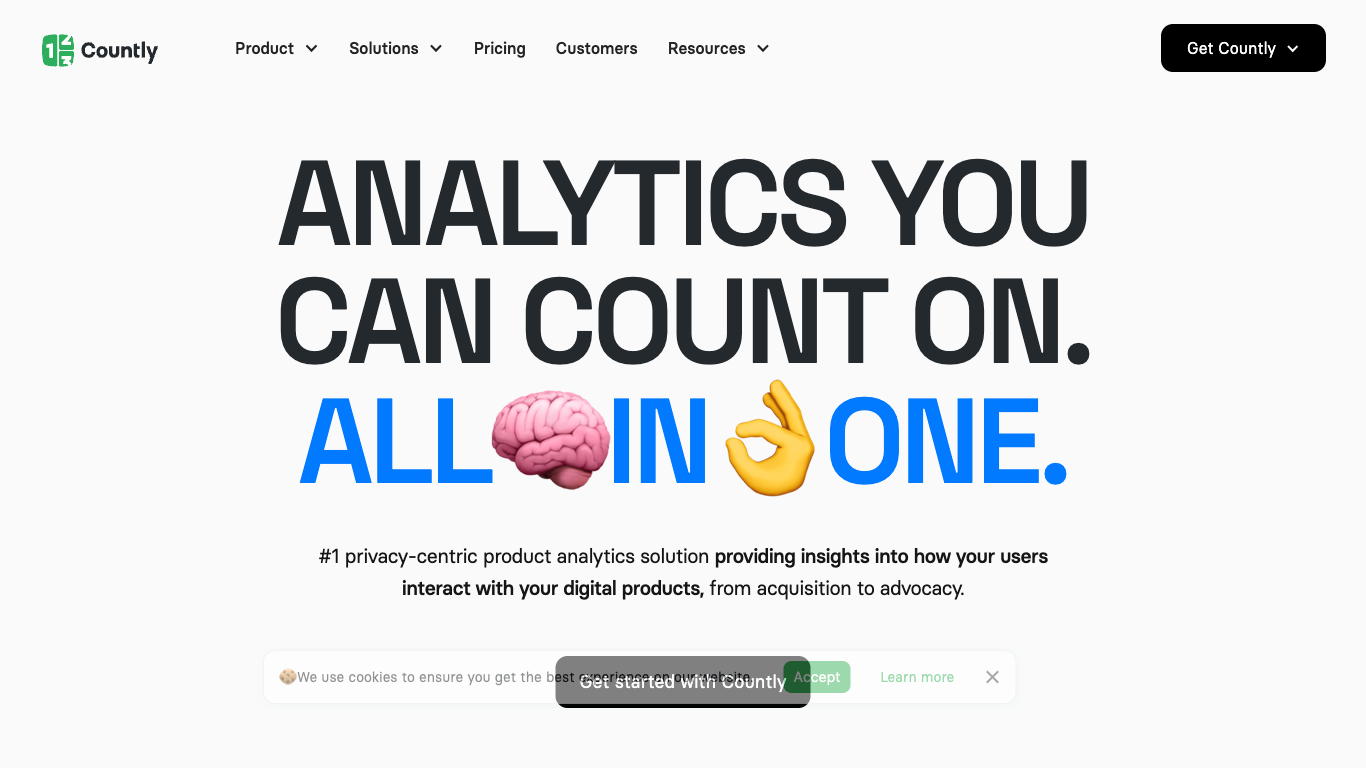 Countly
Product
Solutions
Pricing
Customers
Resources
Get Countly
ANALYTICS YOU
CAN COUNT ON.
ALL🧠IN👌ONE.
#1 privacy-centric product analytics solution providing insights into how your users
interact with your digital products, from acquisition to advocacy.
🍪We use cookies to ensure you get the best experience on our website.
Accept
Learn more
Get started with Countly